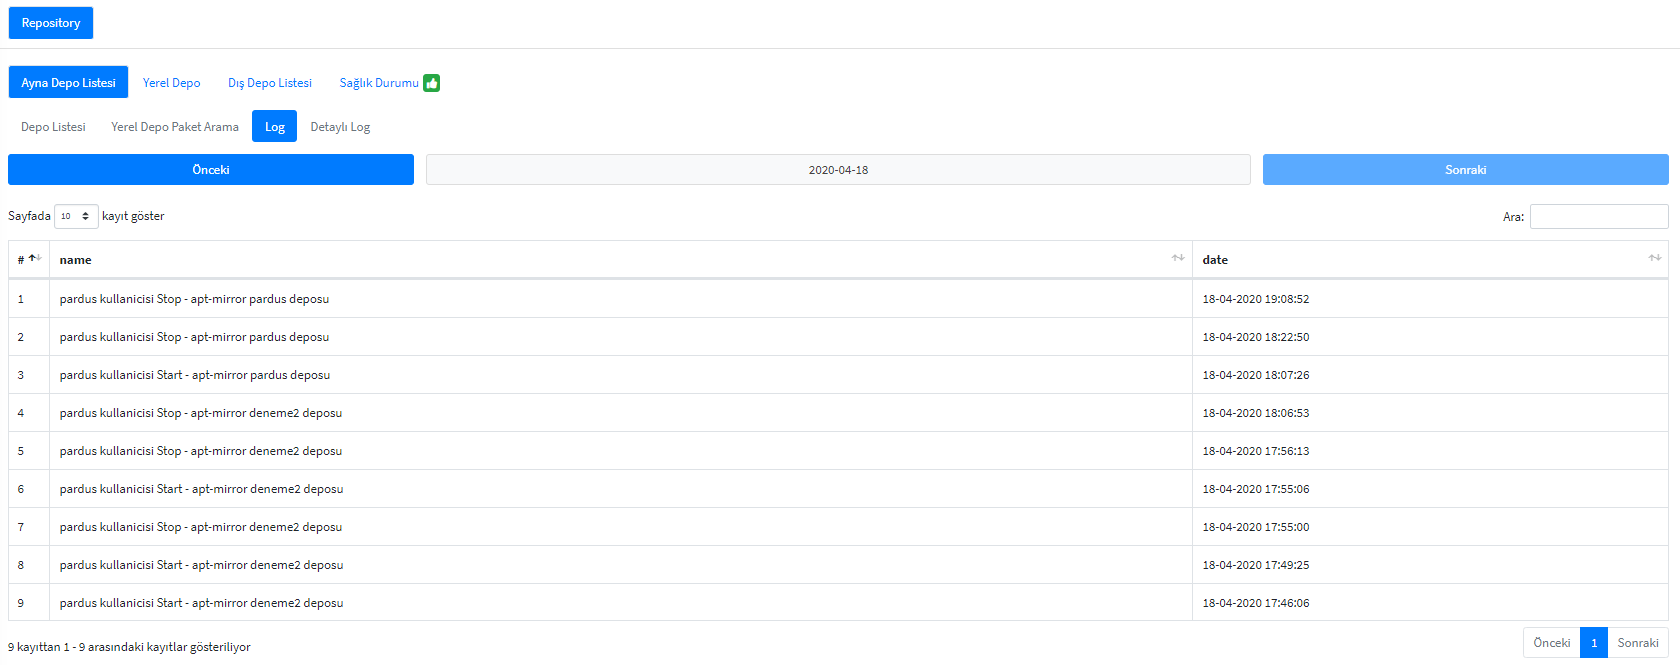 Repository
Ayna Depo Listesi Yerel Depo Dış Depo Listesi Sağlık Durumu
Depo Listesi Yerel Depo Paket Arama Log Detaylı Log
Önceki 2020-04-18 Sonraki
Sayfada 10 kayıt göster Ara:
# name date
1 pardus kullanicisi Stop - apt-mirror pardus deposu 18-04-2020 19:08:52
2 pardus kullanicisi Stop - apt-mirror pardus deposu 18-04-2020 18:22:50
3 pardus kullanicisi Start - apt-mirror pardus deposu 18-04-2020 18:07:26
4 pardus kullanicisi Stop - apt-mirror deneme2 deposu 18-04-2020 18:06:53
5 pardus kullanicisi Stop - apt-mirror deneme2 deposu 18-04-2020 17:56:13
6 pardus kullanicisi Start - apt-mirror deneme2 deposu 18-04-2020 17:55:06
7 pardus kullanicisi Stop - apt-mirror deneme2 deposu 18-04-2020 17:55:00
8 pardus kullanicisi Start - apt-mirror deneme2 deposu 18-04-2020 17:49:25
9 pardus kullanicisi Start - apt-mirror deneme2 deposu 18-04-2020 17:46:06
9 kayıttan 1 - 9 arasındaki kayıtlar gösteriliyor Önceki 1 Sonraki